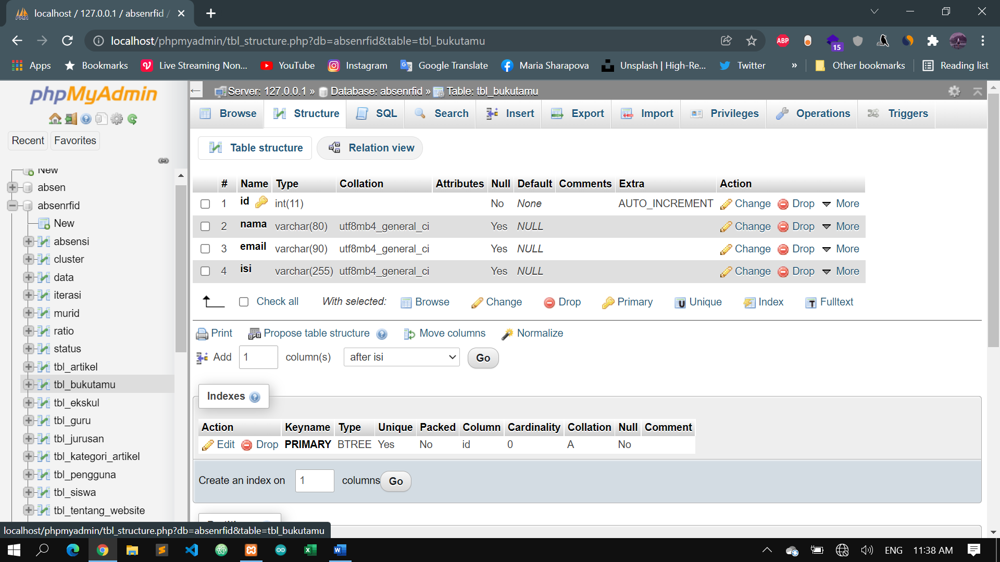 localhost / 127.0.0.1 / absenrfid /
localhost/phpmyadmin/tbl_structure.php?db=absenrfid&table=tbl_bukutamu
ABP
15
Apps Bookmarks Live Streaming Non... YouTube Instagram Google Translate Maria Sharapova Unsplash | High-Re... Twitter » Other bookmarks Reading list
phpMyAdmin
Recent Favorites
New
absen
absenrfid
New
absensi
cluster
data
iterasi
murid
ratio
status
tbl_artikel
tbl_bukutamu
tbl_ekskul
tbl_guru
tbl_jurusan
tbl_kategori_artikel
tbl_pengguna
tbl_siswa
tbl_tentang_website
Server: 127.0.0.1 » Database: absenrfid » Table: tbl_bukutamu
Browse Structure SQL Search Insert Export Import Privileges Operations Triggers
Table structure Relation view
# Name Type Collation Attributes Null Default Comments Extra Action
1 id int(11) No None AUTO_INCREMENT Change Drop More
2 nama varchar(80) utf8mb4_general_ci Yes NULL Change Drop More
3 email varchar(90) utf8mb4_general_ci Yes NULL Change Drop More
4 isi varchar(255) utf8mb4_general_ci Yes NULL Change Drop More
Check all With selected: Browse Change Drop Primary Unique Index Fulltext
Print Propose table structure Move columns Normalize
Add 1 column(s) after isi Go
Indexes
Action Keyname Type Unique Packed Column Cardinality Collation Null Comment
Edit Drop PRIMARY BTREE Yes No id 0 A No
Create an index on 1 columns Go
localhost/phpmyadmin/tbl_structure.php?db=absenrfid&table=tbl_bukutamu
ENG 11:38 AM